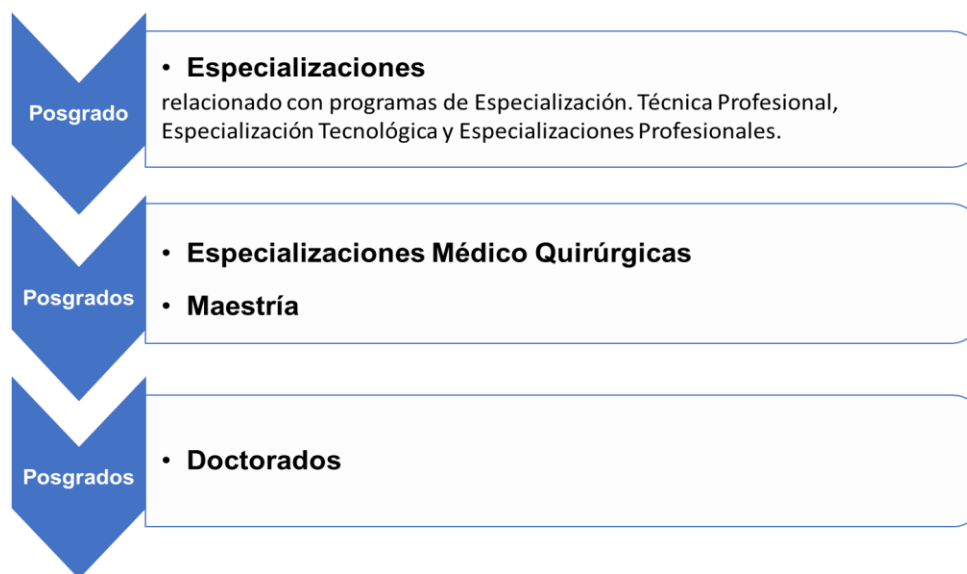 Posgrado
• Especializaciones
relacionado con programas de Especialización. Técnica Profesional,
Especialización Tecnológica y Especializaciones Profesionales.
Posgrados
• Especializaciones Médico Quirúrgicas
• Maestría
Posgrados
• Doctorados